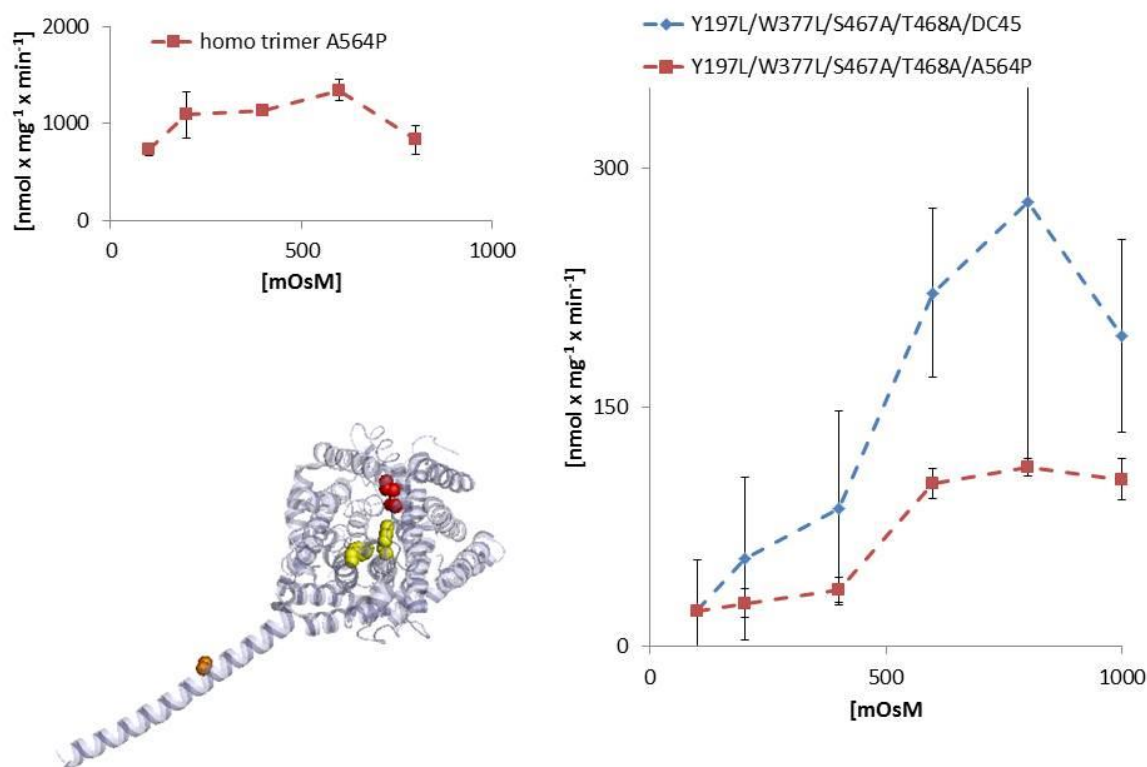 2000
1000
0
[nmol x mg⁻¹ x min⁻¹]
homo trimer A564P
0 500 1000
[mOsM]
Y197L/W377L/S467A/T468A/DC45
Y197L/W377L/S467A/T468A/A564P
300
150
0
[nmol x mg⁻¹ x min⁻¹]
0 500 1000
[mOsM